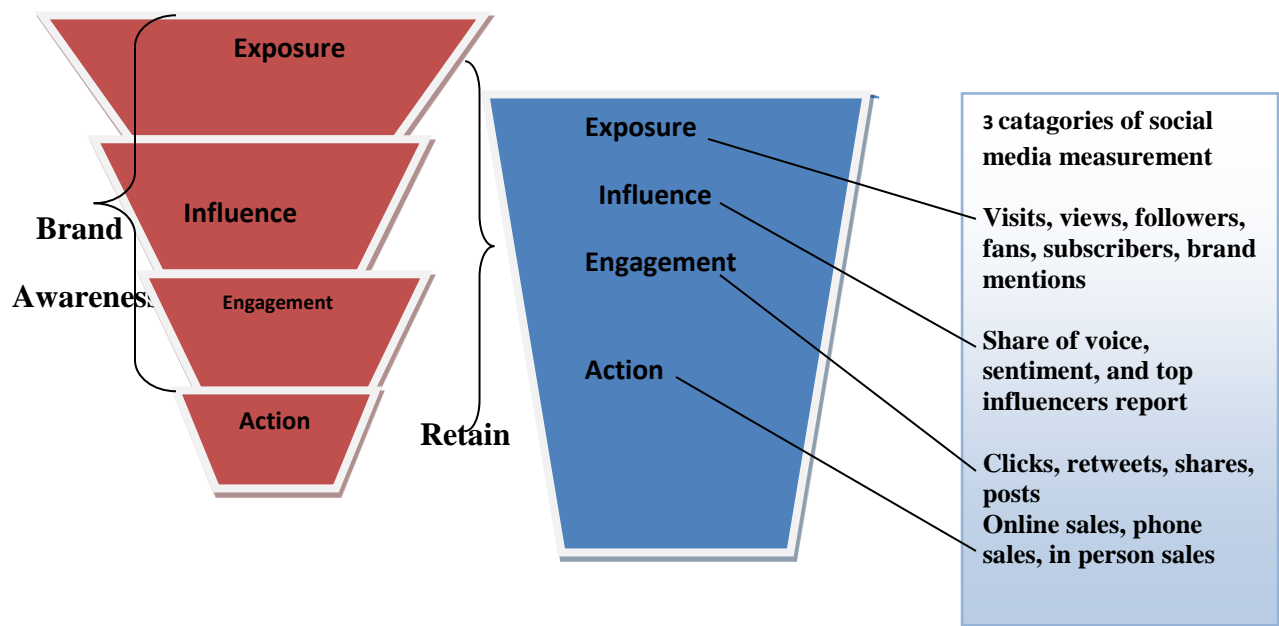 Exposure
Influence
Engagement
Action
Brand
Awareness
Retain
Exposure
Influence
Engagement
Action
3 catagories of social
media measurement
Visits, views, followers,
fans, subscribers, brand
mentions
Share of voice,
sentiment, and top
influencers report
Clicks, retweets, shares,
posts
Online sales, phone
sales, in person sales